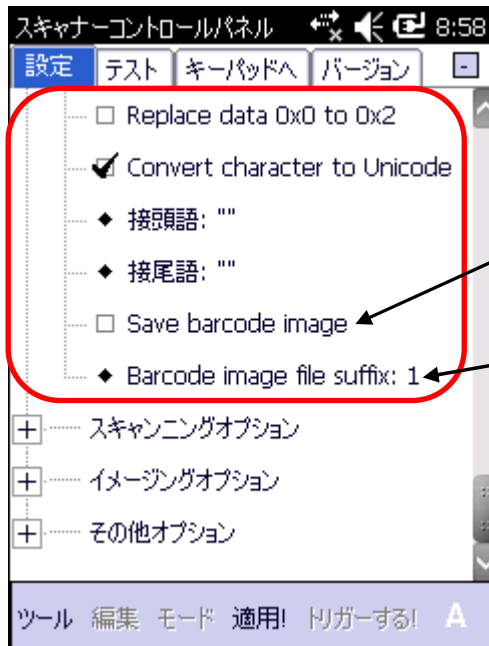 スキャナーコントロールパネル 8:58
設定 テスト キーパッドへ バージョン -
Replace data 0x0 to 0x2
Convert character to Unicode
接頭語: ""
接尾語: ""
Save barcode image
Barcode image file suffix: 1
スキャンニングオプション
イメージングオプション
その他オプション
ツール 編集 モード 適用! トリガーする! A